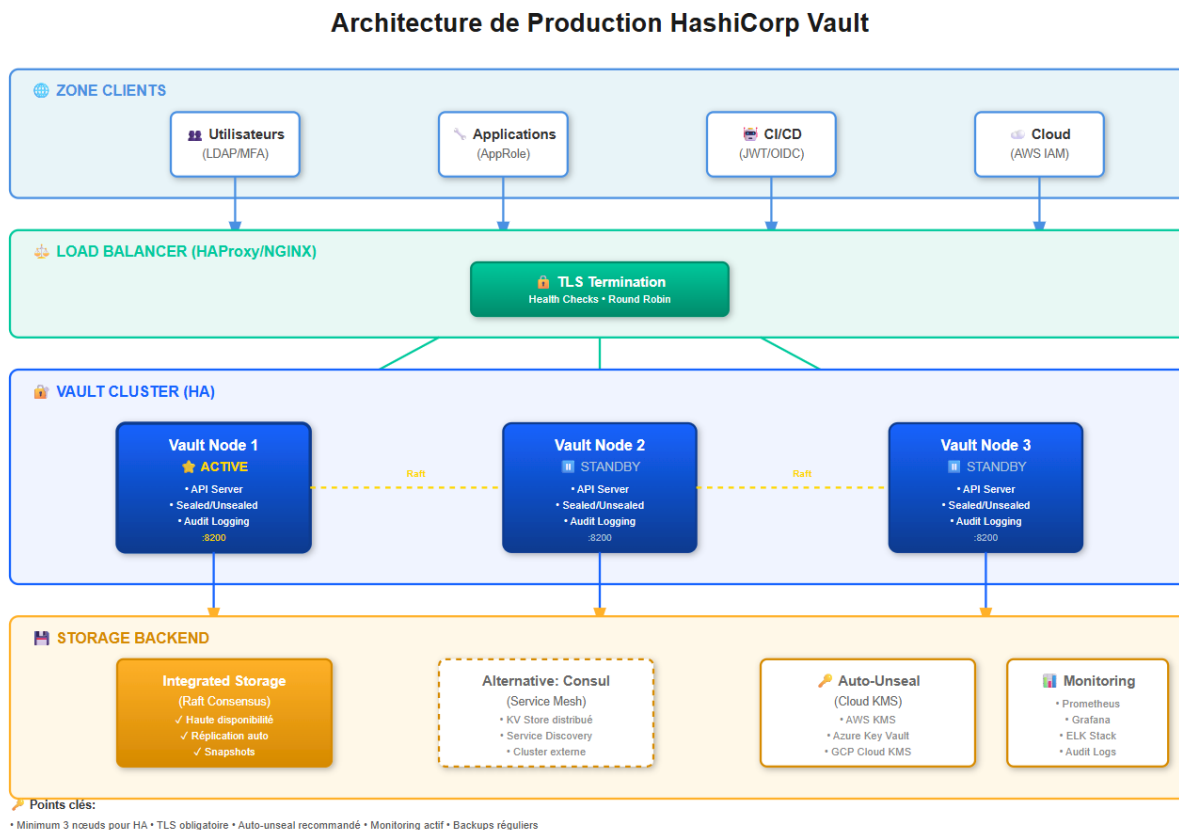 Architecture de Production HashiCorp Vault
ZONE CLIENTS
Utilisateurs
(LDAP/MFA)
Applications
(AppRole)
CI/CD
(JWT/OIDC)
Cloud
(AWS IAM)
LOAD BALANCER (HAProxy/NGINX)
TLS Termination
Health Checks • Round Robin
VAULT CLUSTER (HA)
Vault Node 1
ACTIVE
• API Server
• Sealed/Unsealed
• Audit Logging
:8200
Raft
Vault Node 2
STANDBY
• API Server
• Sealed/Unsealed
• Audit Logging
:8200
Raft
Vault Node 3
STANDBY
• API Server
• Sealed/Unsealed
• Audit Logging
:8200
STORAGE BACKEND
Integrated Storage
(Raft Consensus)
✓ Haute disponibilité
✓ Réplication auto
✓ Snapshots
Alternative: Consul
(Service Mesh)
• KV Store distribué
• Service Discovery
• Cluster externe
Auto-Unseal
(Cloud KMS)
• AWS KMS
• Azure Key Vault
• GCP Cloud KMS
Monitoring
• Prometheus
• Grafana
• ELK Stack
• Audit Logs
Points clés:
• Minimum 3 nœuds pour HA • TLS obligatoire • Auto-unseal recommandé • Monitoring actif • Backups réguliers